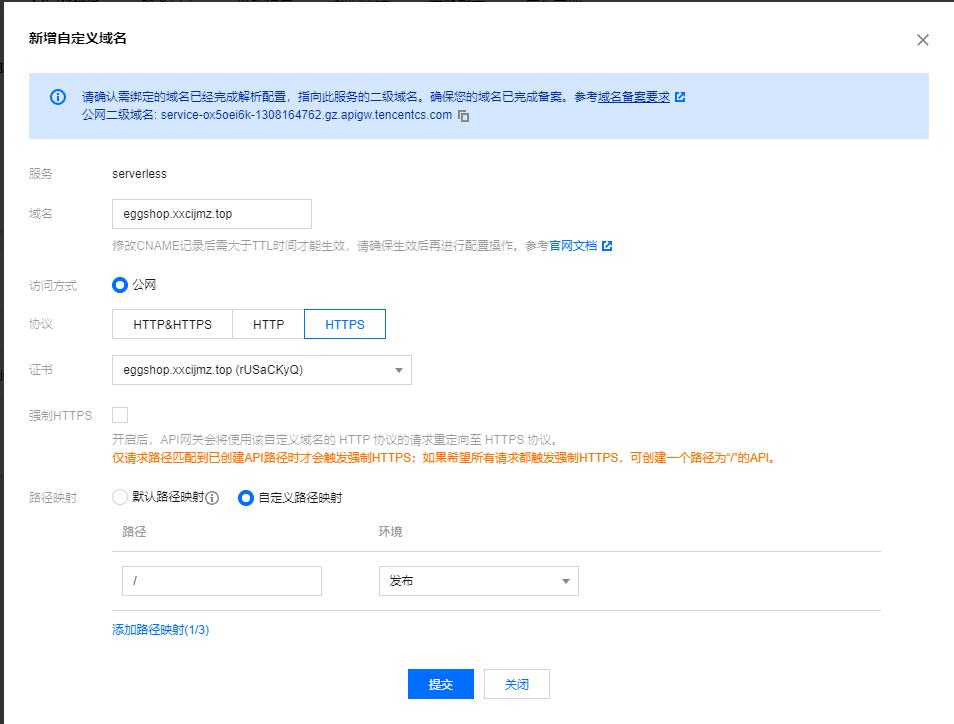 新增自定义域名
请确认需绑定的域名已经完成解析配置，指向此服务的二级域名。确保您的域名已完成备案。参考域名备案要求
公网二级域名: service-ox5oei6k-1308164762.gz.apigw.tencentcs.com
服务 serverless
域名 eggshop.xxcijmz.top
修改CNAME记录后需大于TTL时间才能生效，请确保生效后再进行配置操作。参考官网文档
访问方式 公网
协议 HTTP&HTTPS HTTP HTTPS
证书 eggshop.xxcijmz.top (rUSaCKyQ)
强制HTTPS
开启后，API网关会将使用该自定义域名的 HTTP 协议的请求重定向至 HTTPS 协议。
仅请求路径匹配到已创建API路径时才会触发强制HTTPS；如果希望所有请求都触发强制HTTPS，可创建一个路径为“/”的API。
路径映射 默认路径映射 自定义路径映射
路径 环境
/ 发布
添加路径映射(1/3)
提交 关闭